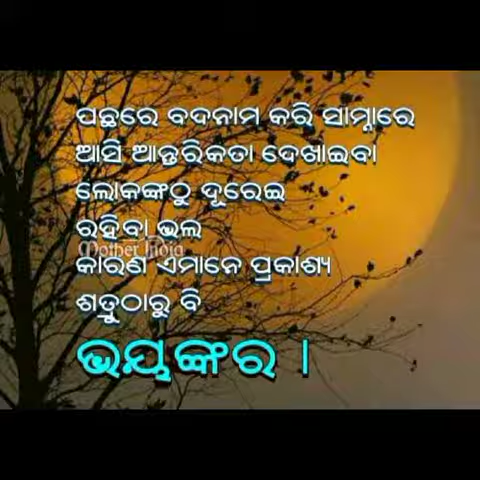 ପଛରେ ବଦନାମ କରି ସାମ୍ନାରେ
ଆସି ଆନ୍ତରିକତା ଦେଖାଇବା
ଲୋକଙ୍କଠୁ ଦୂରେଇ
ରହିବା ଭଲ
Mother India
କାରଣ ଏମାନେ ପ୍ରକାଶ୍ୟ
ଶତ୍ରୁଠାରୁ ବି
ଭୟଙ୍କର ।